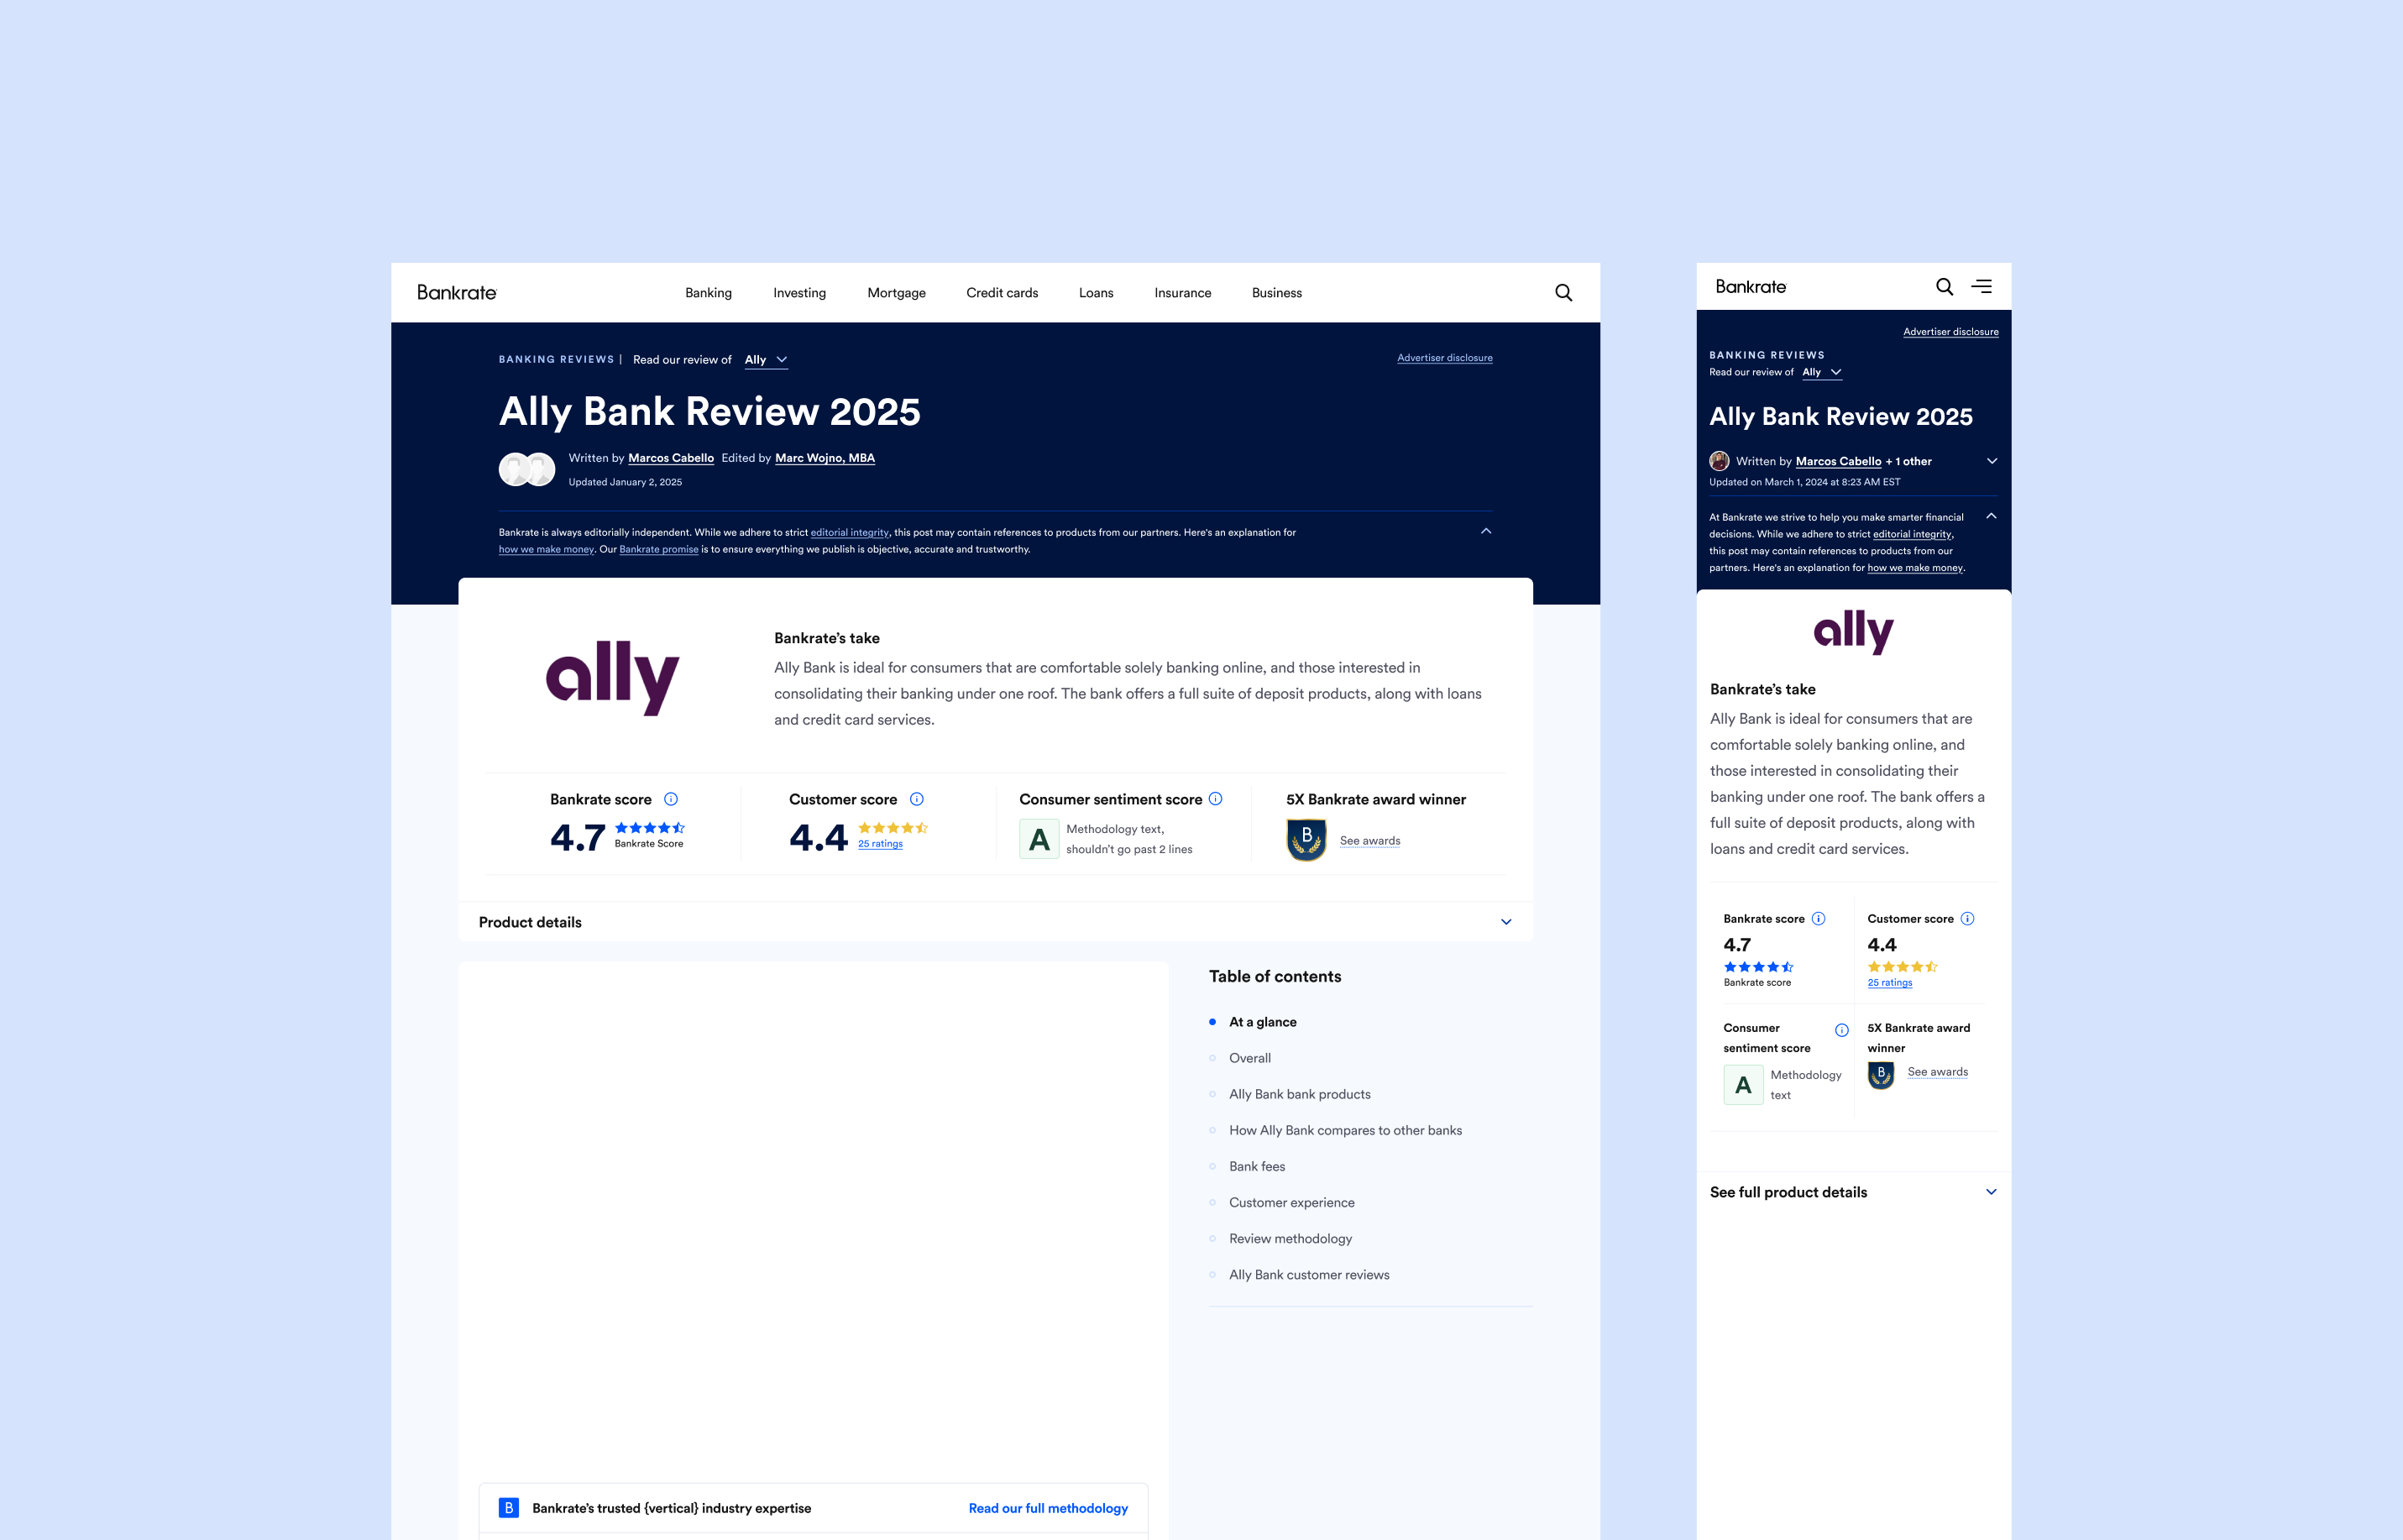 Bankrate
Banking Investing Mortgage Credit cards Loans Insurance Business
BANKING REVIEWS | Read our review of Ally
Advertiser disclosure
Ally Bank Review 2025
Written by Marcos Cabello Edited by Marc Wojno, MBA
Updated January 2, 2025
Bankrate is always editorially independent. While we adhere to strict editorial integrity, this post may contain references to products from our partners. Here's an explanation for
how we make money. Our Bankrate promise is to ensure everything we publish is objective, accurate and trustworthy.
ally
Bankrate's take
Ally Bank is ideal for consumers that are comfortable solely banking online, and those interested in
consolidating their banking under one roof. The bank offers a full suite of deposit products, along with loans
and credit card services.
Bankrate score
4.7
Bankrate Score
Customer score
4.4
25 ratings
Consumer sentiment score
A
Methodology text,
shouldn't go past 2 lines
5X Bankrate award winner
B
See awards
Product details
Table of contents
At a glance
Overall
Ally Bank bank products
How Ally Bank compares to other banks
Bank fees
Customer experience
Review methodology
Ally Bank customer reviews
B
Bankrate's trusted {vertical} industry expertise
Read our full methodology
Bankrate
Advertiser disclosure
BANKING REVIEWS
Read our review of Ally
Ally Bank Review 2025
Written by Marcos Cabello + 1 other
Updated on March 1, 2024 at 8:23 AM EST
At Bankrate we strive to help you make smarter financial
decisions. While we adhere to strict editorial integrity,
this post may contain references to products from our
partners. Here's an explanation for how we make money.
ally
Bankrate's take
Ally Bank is ideal for consumers that are
comfortable solely banking online, and
those interested in consolidating their
banking under one roof. The bank offers a
full suite of deposit products, along with
loans and credit card services.
Bankrate score
4.7
Bankrate score
Customer score
4.4
25 ratings
Consumer
sentiment score
A
Methodology
text
5X Bankrate award
winner
B
See awards
See full product details